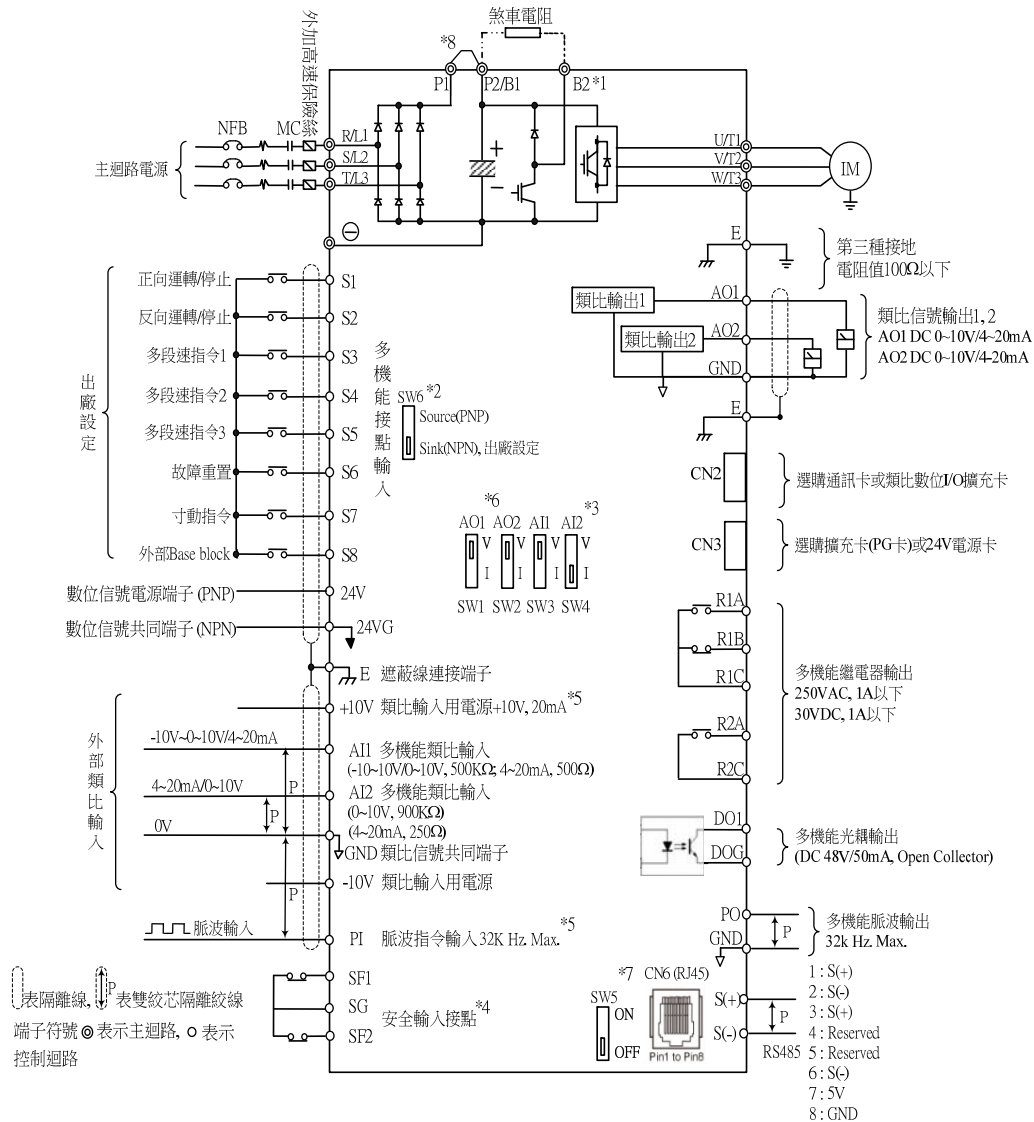 外加高速保險絲
煞車電阻
*8
P1
P2/B1
B2 *1
NFB
MC
主迴路電源
R/L1
S/L2
T/L3
+
−
⊖
U/T1
V/T2
W/T3
IM
E
第三種接地
電阻值100Ω以下
出廠設定
正向運轉/停止
S1
反向運轉/停止
S2
多段速指令1
S3
多段速指令2
S4
多段速指令3
S5
故障重置
S6
寸動指令
S7
外部Base block
S8
多機能接點輸入
SW6 *2
Source(PNP)
Sink(NPN), 出廠設定
數位信號電源端子 (PNP)
24V
數位信號共同端子 (NPN)
24VG
E 遮蔽線連接端子
類比輸出1
AO1
類比輸出2
AO2
GND
類比信號輸出1, 2
AO1 DC 0~10V/4~20mA
AO2 DC 0~10V/4-20mA
E
CN2
選購通訊卡或類比數位I/O擴充卡
CN3
選購擴充卡(PG卡)或24V電源卡
*6
*3
AO1 AO2 AI1 AI2
V V V V
I I I I
SW1 SW2 SW3 SW4
R1A
R1B
R1C
R2A
R2C
多機能繼電器輸出
250VAC, 1A以下
30VDC, 1A以下
外部類比輸入
+10V 類比輸入用電源+10V, 20mA *5
-10V~0~10V/4~20mA
AI1 多機能類比輸入
(-10~10V/0~10V, 500KΩ; 4~20mA, 500Ω)
4~20mA/0~10V
AI2 多機能類比輸入
(0~10V, 900KΩ)
(4~20mA, 250Ω)
0V
P
P
GND 類比信號共同端子
-10V 類比輸入用電源
P
脈波輸入
PI 脈波指令輸入 32K Hz. Max. *5
DO1
DOG
多機能光耦輸出
(DC 48V/50mA, Open Collector)
PO
GND
P
多機能脈波輸出
32k Hz. Max.
SF1
SG
SF2
安全輸入接點 *4
表隔離線, P 表雙絞芯隔離絞線
端子符號 ◎ 表示主迴路, ○ 表示
控制迴路
*7
SW5
ON
OFF
CN6 (RJ45)
Pin1 to Pin8
S(+)
S(-)
P
RS485
1 : S(+)
2 : S(-)
3 : S(+)
4 : Reserved
5 : Reserved
6 : S(-)
7 : 5V
8 : GND